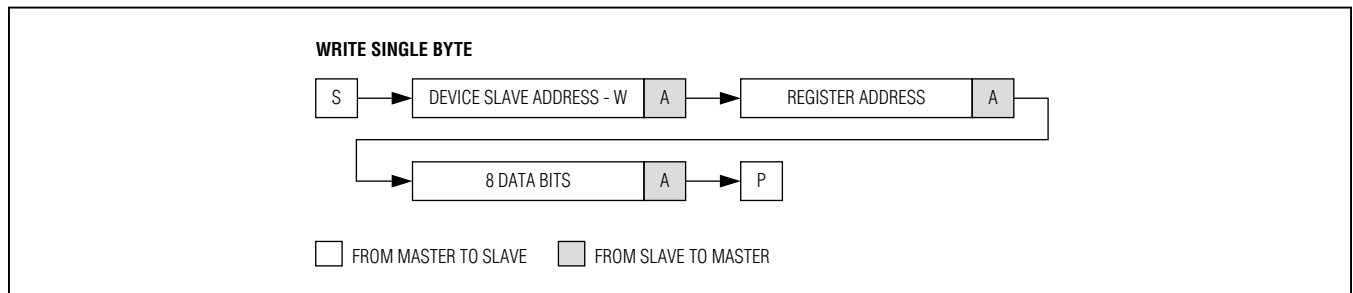 WRITE SINGLE BYTE
S DEVICE SLAVE ADDRESS - W A REGISTER ADDRESS A
8 DATA BITS A P
FROM MASTER TO SLAVE FROM SLAVE TO MASTER